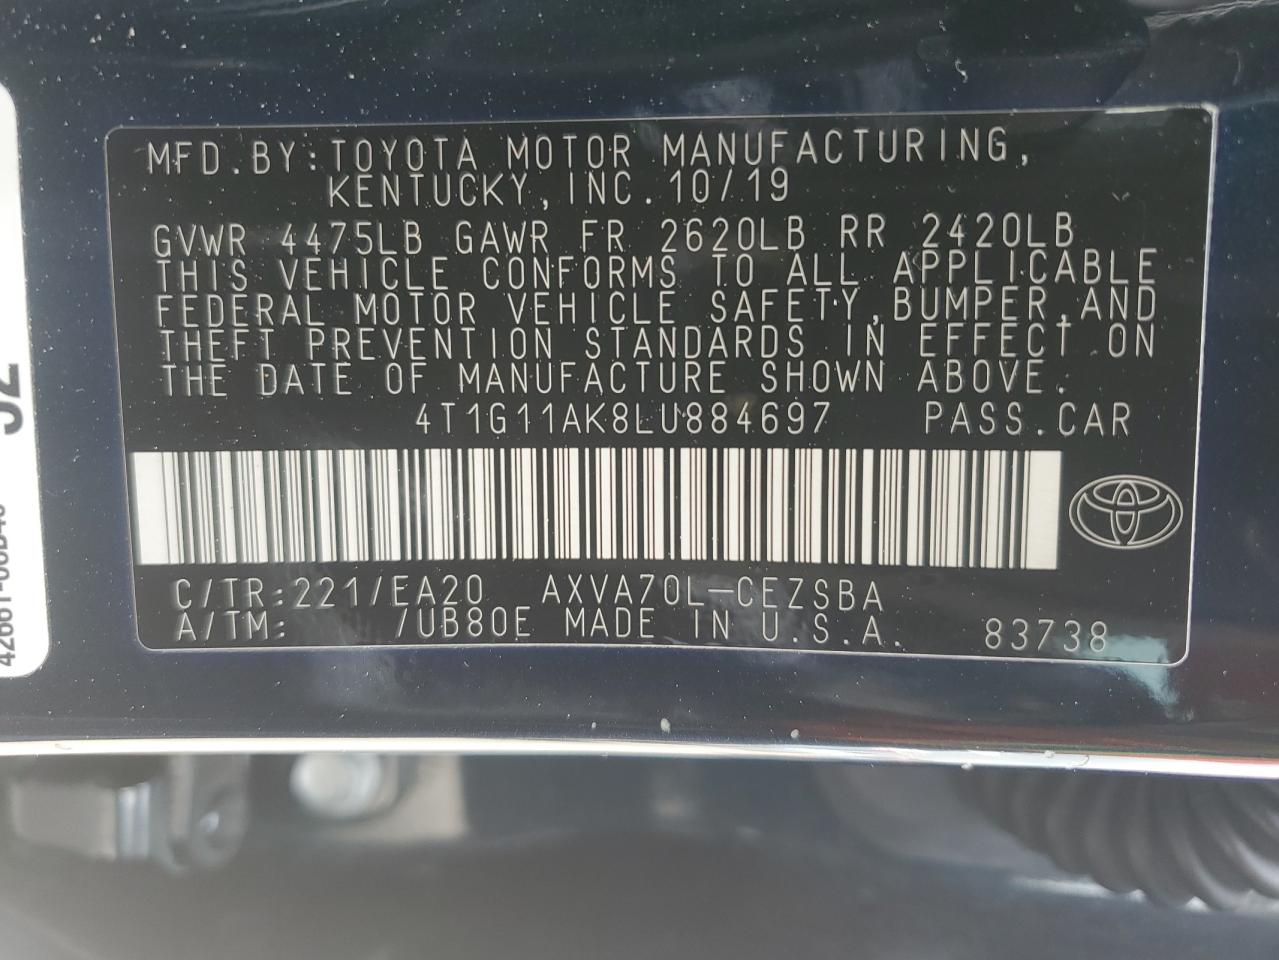 MFD.BY:TOYOTA MOTOR MANUFACTURING,
KENTUCKY, INC. 10/19
GVWR 4475LB GAWR FR 2620LB RR 2420LB
THIS VEHICLE CONFORMS TO ALL APPLICABLE
FEDERAL MOTOR VEHICLE SAFETY,BUMPER,AND
THEFT PREVENTION STANDARDS IN EFFECT ON
THE DATE OF MANUFACTURE SHOWN ABOVE.
4T1G11AK8LU884697 PASS.CAR
C/TR:221/EA20 AXVA70L-CEZSBA
A/TM: /UB80E MADE IN U.S.A. 83738